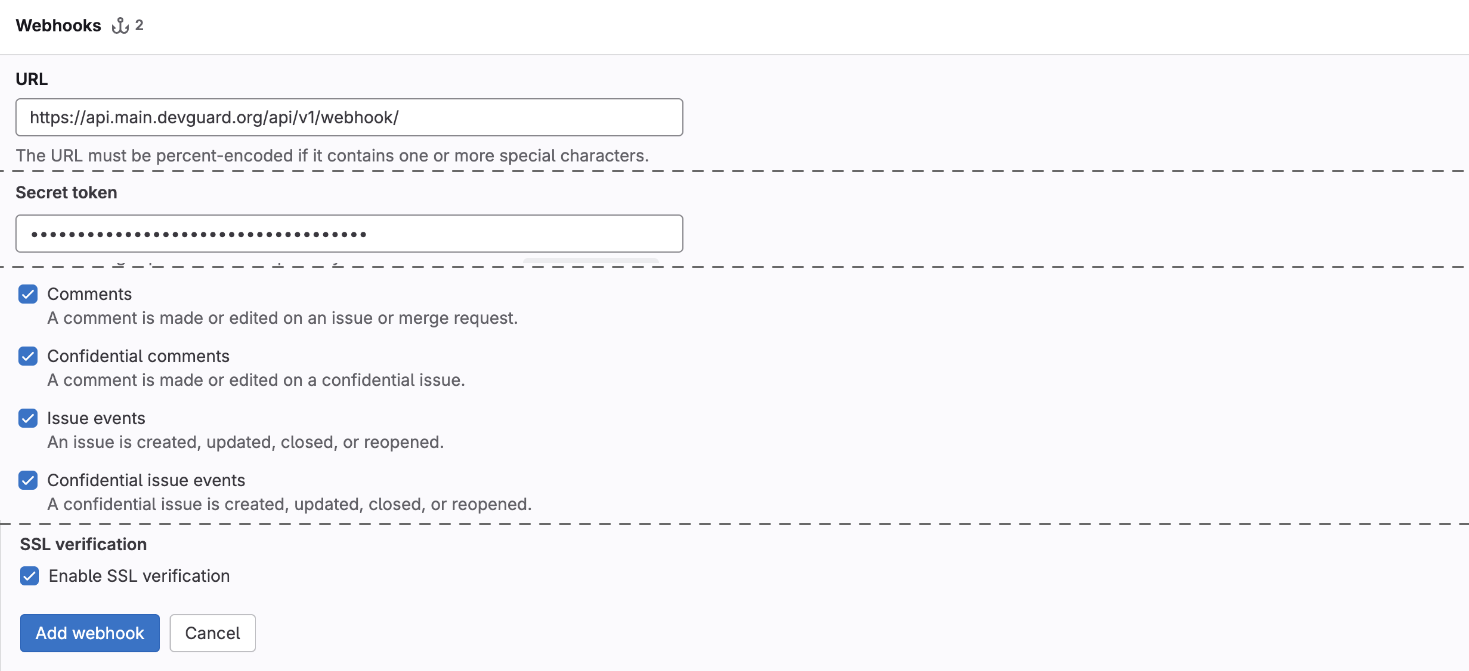 Webhooks 2
URL
https://api.main.devguard.org/api/v1/webhook/
The URL must be percent-encoded if it contains one or more special characters.
Secret token
••••••••••••••••••••••••••••••••••••
Comments
A comment is made or edited on an issue or merge request.
Confidential comments
A comment is made or edited on a confidential issue.
Issue events
An issue is created, updated, closed, or reopened.
Confidential issue events
A confidential issue is created, updated, closed, or reopened.
SSL verification
Enable SSL verification
Add webhook Cancel